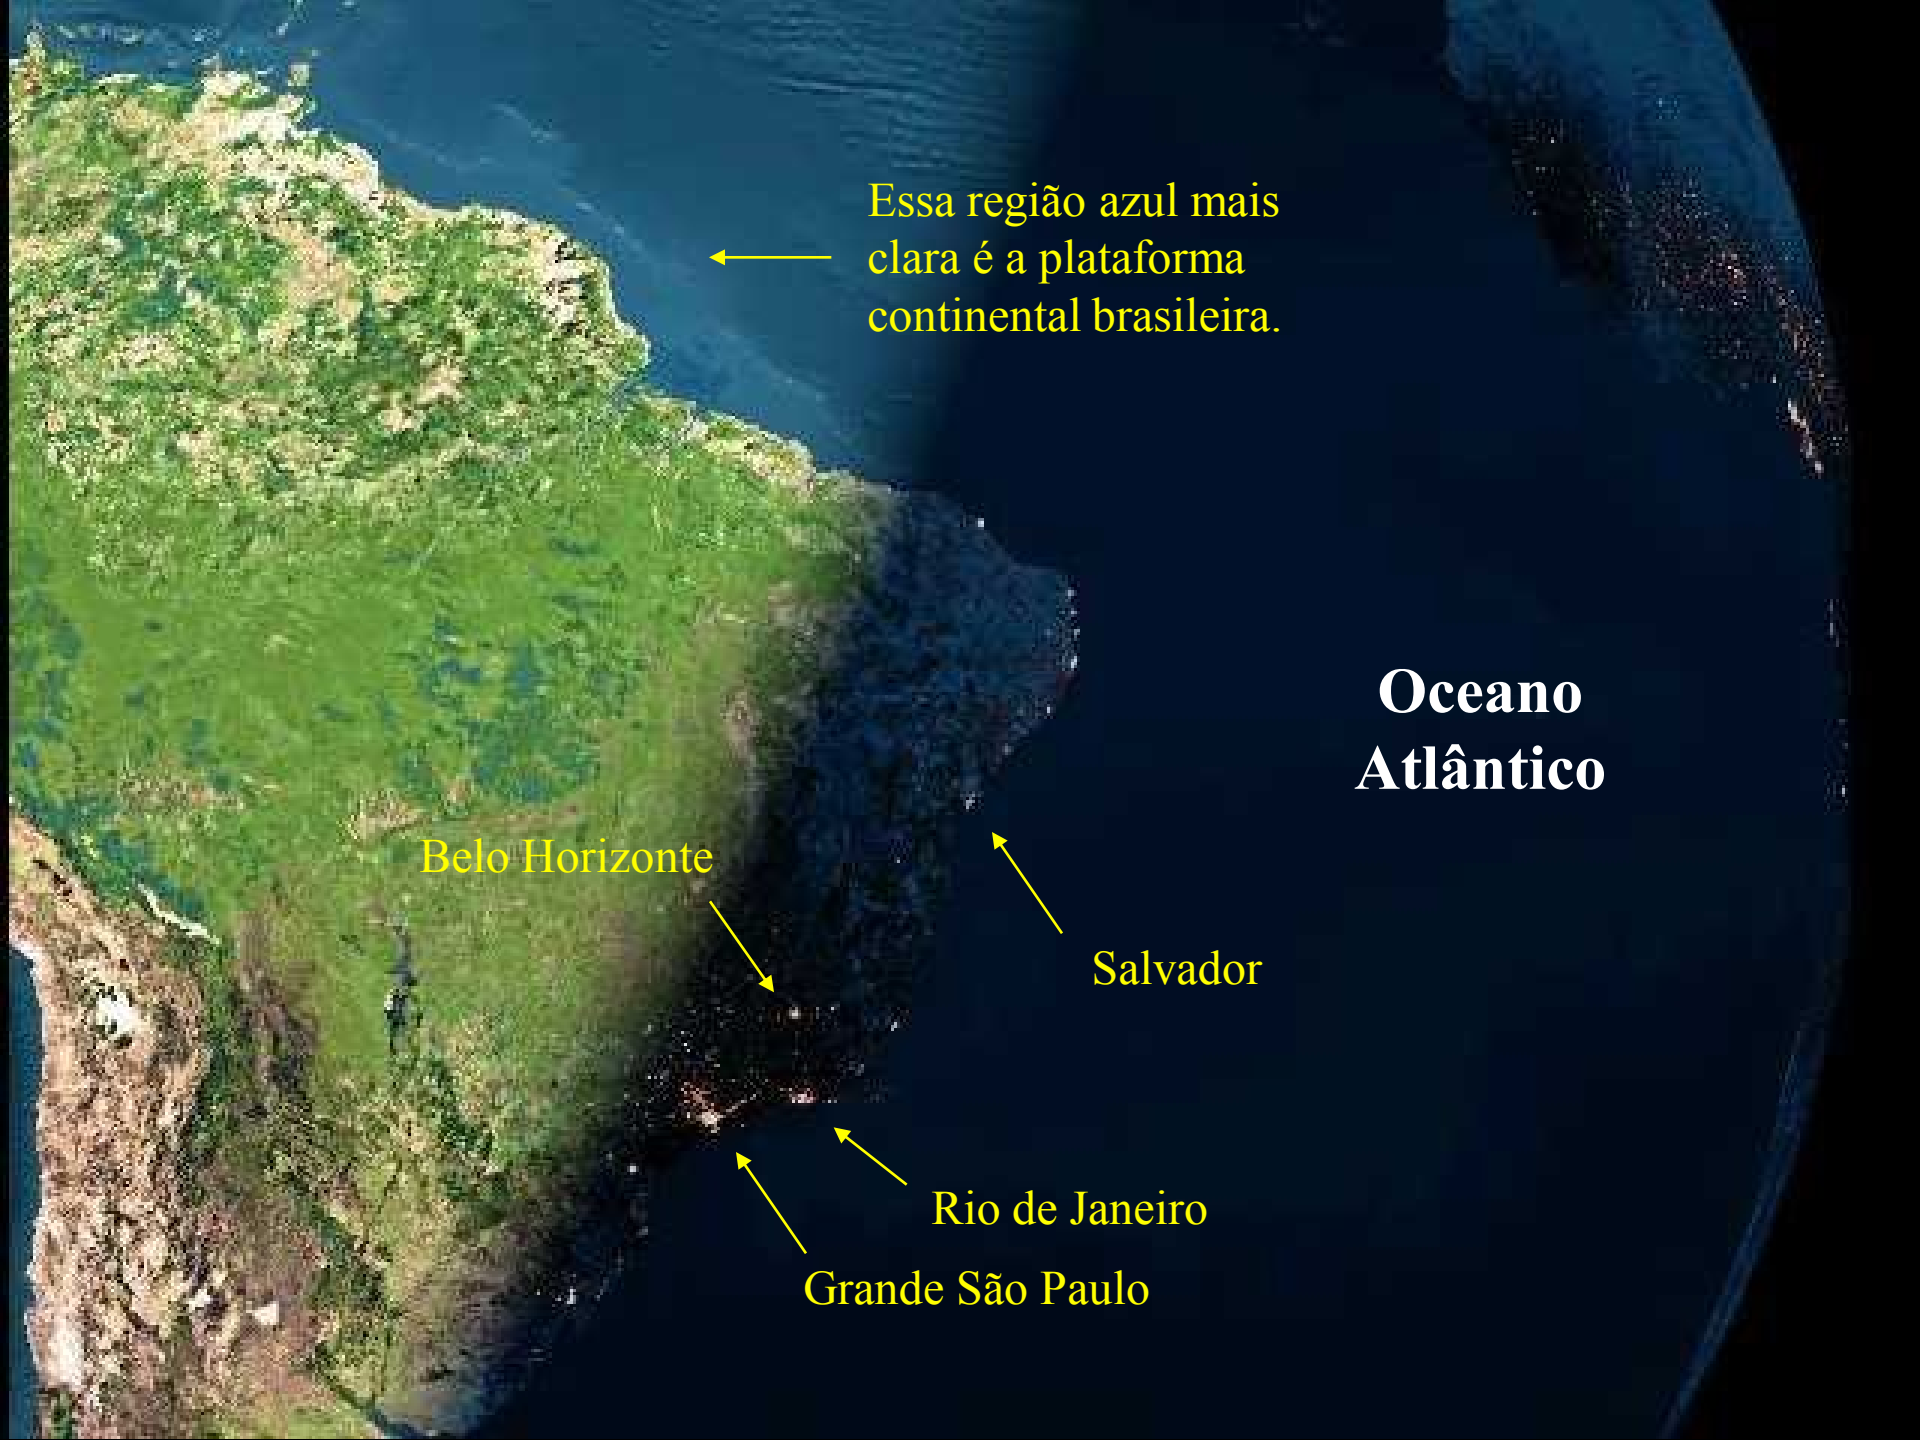 Essa região azul mais
clara é a plataforma
continental brasileira.
Oceano
Atlântico
Belo Horizonte
Salvador
Rio de Janeiro
Grande São Paulo